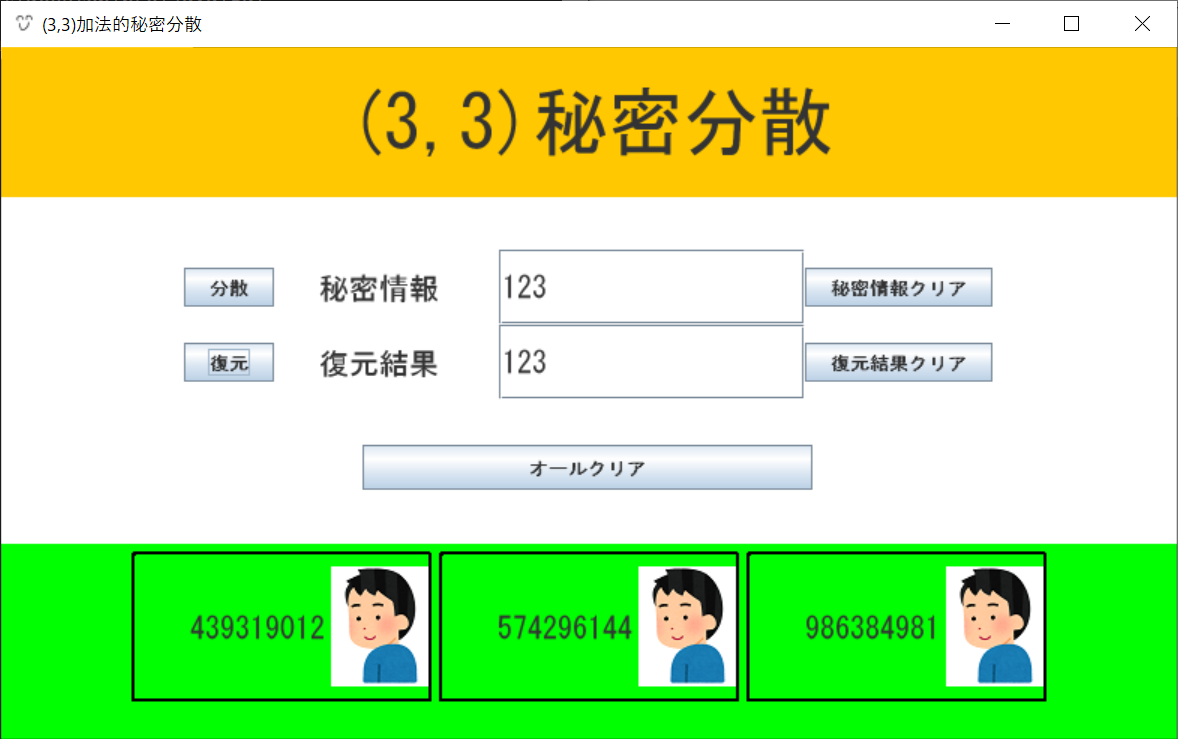 (3,3)加法的秘密分散
(3,3)秘密分散
分散 秘密情報 123 秘密情報クリア
復元 復元結果 123 復元結果クリア
オールクリア
439319012 574296144 986384981